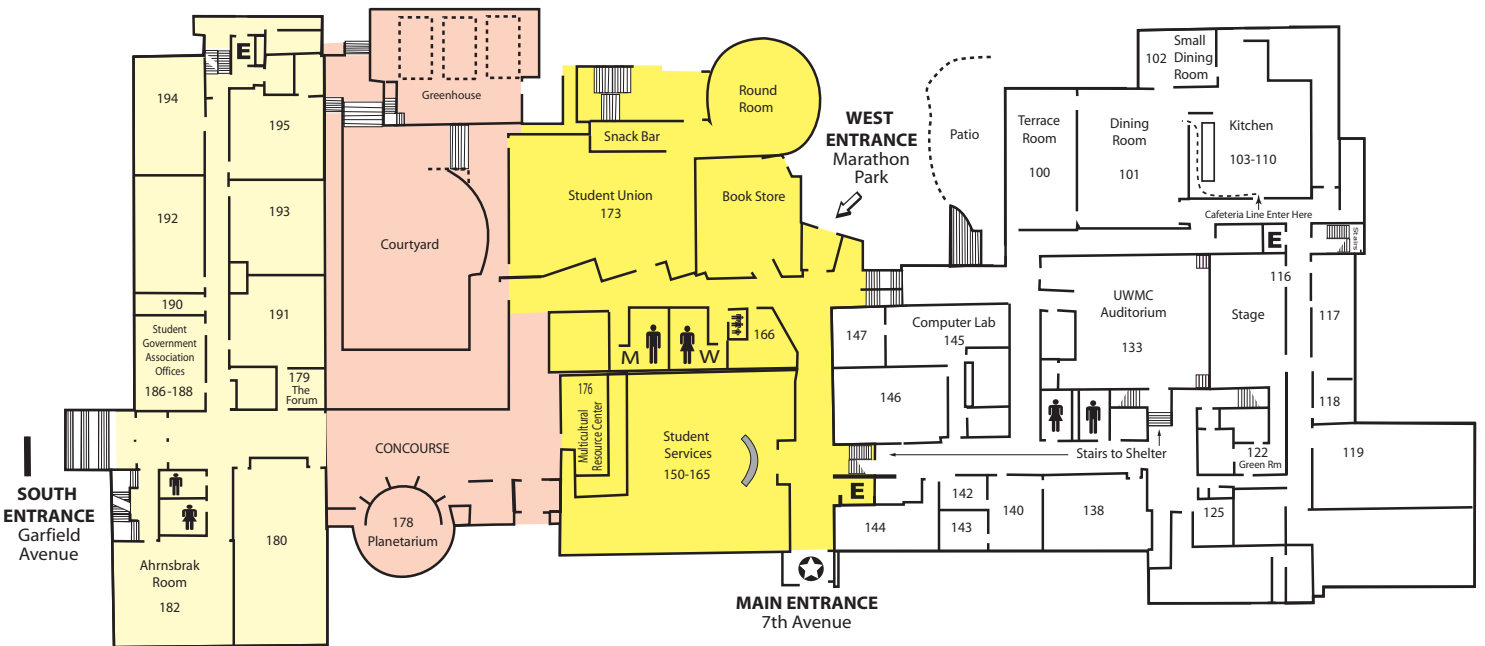 E
194
195
192
193
190
191
Student
Government
Association
Offices
186-188
179
The
Forum
SOUTH
ENTRANCE
Garfield
Avenue
Ahrnsbrak
Room
182
180
Greenhouse
Courtyard
CONCOURSE
178
Planetarium
Snack Bar
Round
Room
Student Union
173
Book Store
WEST
ENTRANCE
Marathon
Park
M
W
166
176
Multicultural
Resource Center
Student
Services
150-165
E
MAIN ENTRANCE
7th Avenue
Patio
Terrace
Room
100
Dining
Room
101
102
Small
Dining
Room
Kitchen
103-110
Cafeteria Line Enter Here
E
Stairs
116
147
Computer Lab
145
146
UWMC
Auditorium
133
Stage
117
118
Stairs to Shelter
122
Green Rm
119
142
143
144
140
138
125